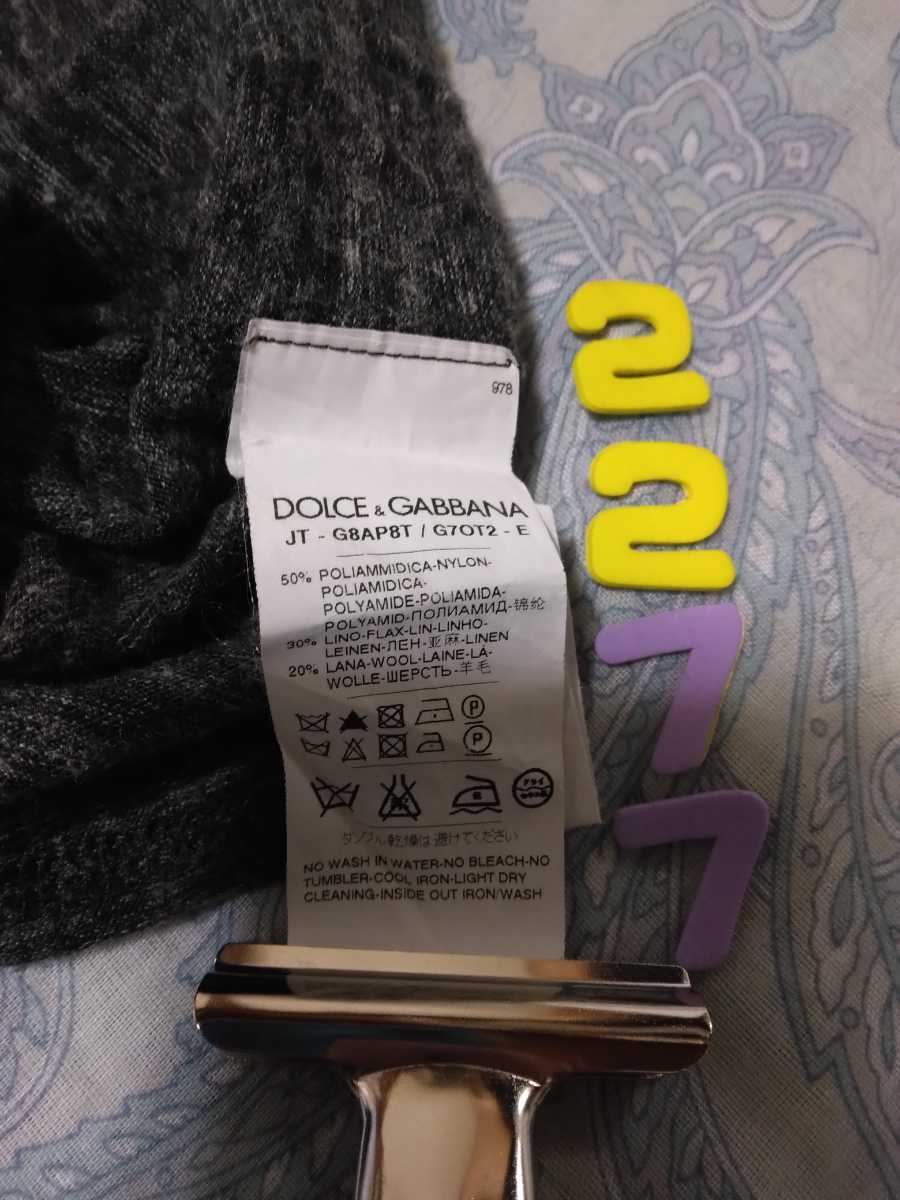 978
DOLCE & GABBANA
JT - G8AP8T / G7OT2 - E
50% POLIAMMIDICA-NYLON-
POLIAMIDICA-
POLYAMIDE-POLIAMIDA-
POLYAMID-ПОЛИАМИД-锦纶
30% LINO-FLAX-LIN-LINHO-
LEINEN-ЛЕН-亚麻-LINEN
20% LANA-WOOL-LAINE-LÃ-
WOLLE-ШЕРСТЬ-羊毛
P
P
タンブル乾燥は避けてください
NO WASH IN WATER-NO BLEACH-NO
TUMBLER-COOL IRON-LIGHT DRY
CLEANING-INSIDE OUT IRON/WASH
2
2
7
7